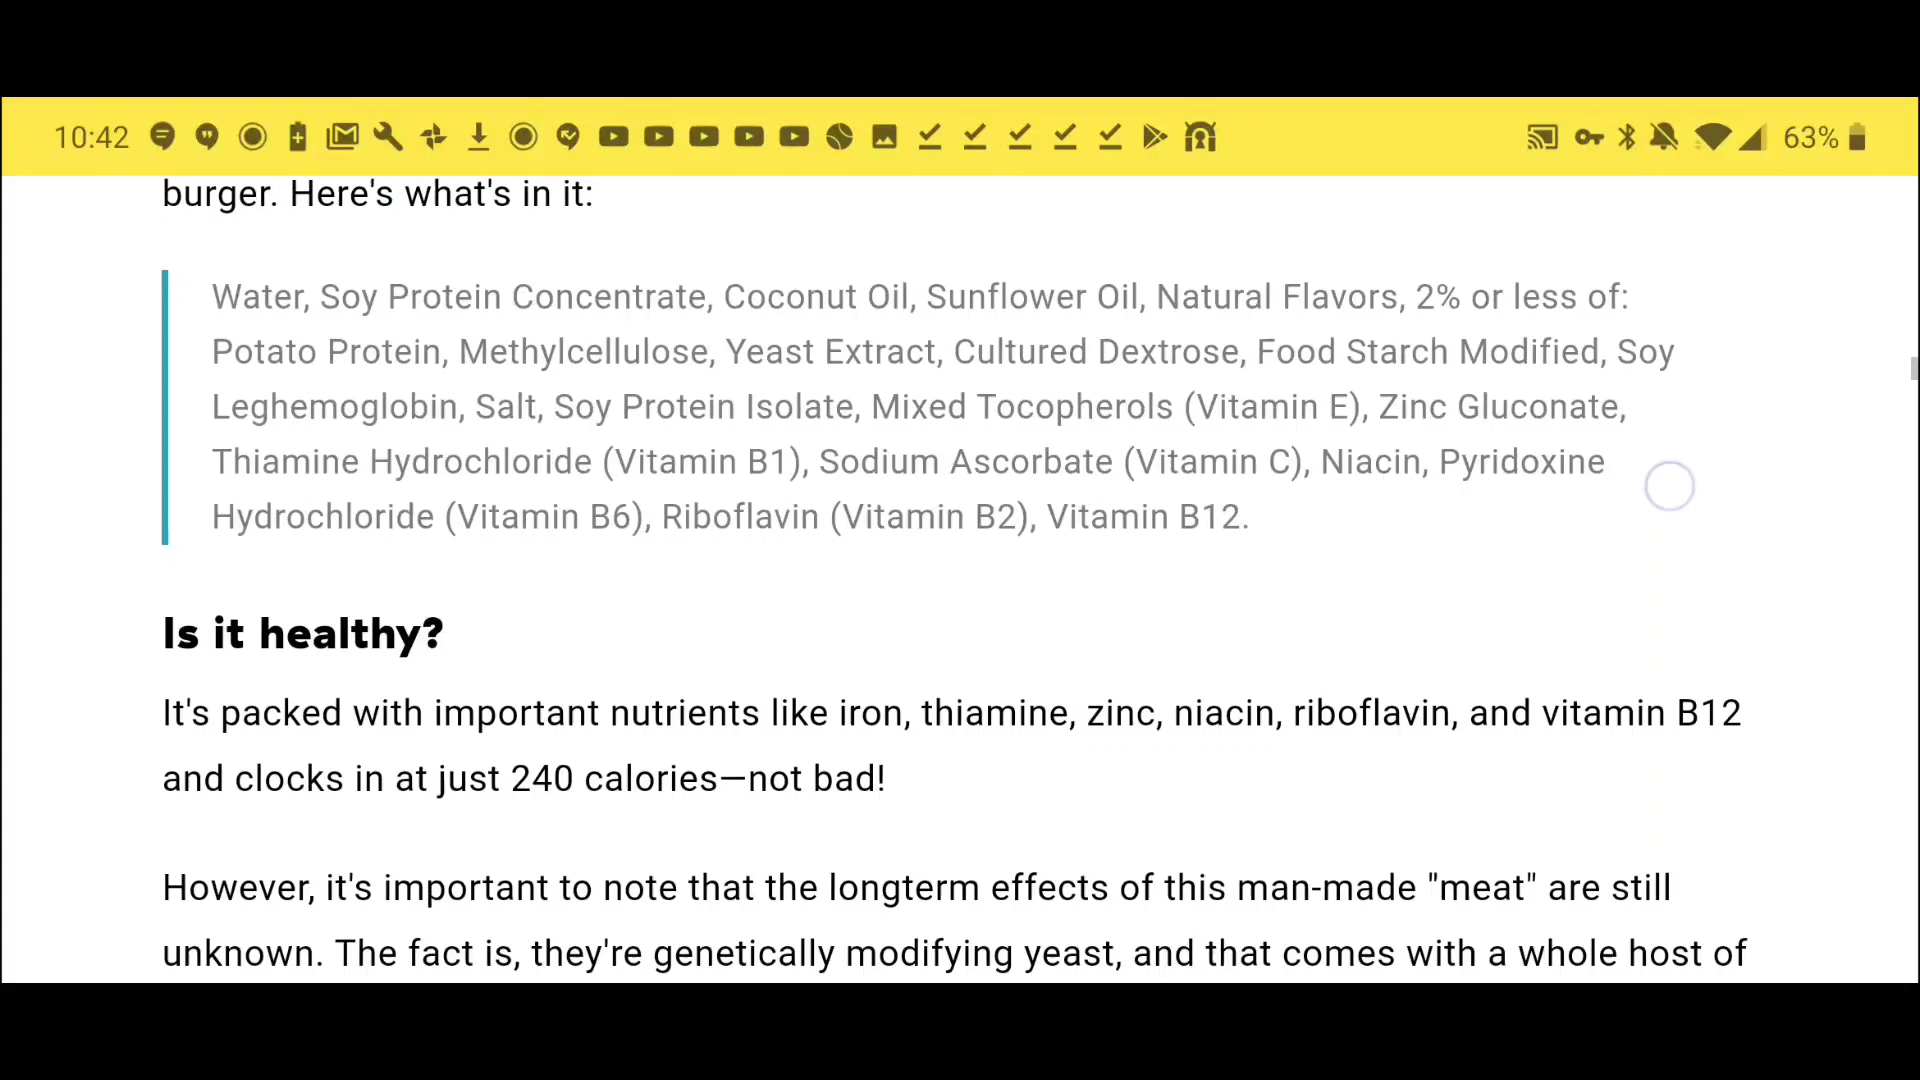 10:42 63%
burger. Here's what's in it:
Water, Soy Protein Concentrate, Coconut Oil, Sunflower Oil, Natural Flavors, 2% or less of:
Potato Protein, Methylcellulose, Yeast Extract, Cultured Dextrose, Food Starch Modified, Soy
Leghemoglobin, Salt, Soy Protein Isolate, Mixed Tocopherols (Vitamin E), Zinc Gluconate,
Thiamine Hydrochloride (Vitamin B1), Sodium Ascorbate (Vitamin C), Niacin, Pyridoxine
Hydrochloride (Vitamin B6), Riboflavin (Vitamin B2), Vitamin B12.
Is it healthy?
It's packed with important nutrients like iron, thiamine, zinc, niacin, riboflavin, and vitamin B12
and clocks in at just 240 calories—not bad!
However, it's important to note that the longterm effects of this man-made "meat" are still
unknown. The fact is, they're genetically modifying yeast, and that comes with a whole host of